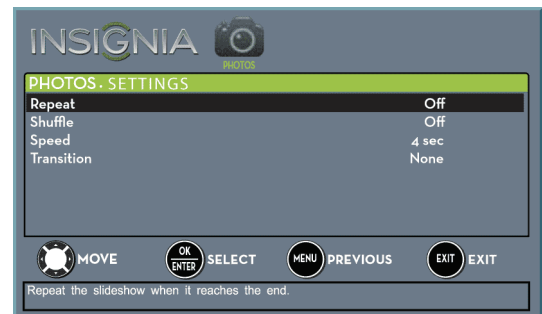 INSIGNIA
PHOTOS
PHOTOS · SETTINGS
Repeat Off
Shuffle Off
Speed 4 sec
Transition None
MOVE OK ENTER SELECT MENU PREVIOUS EXIT EXIT
Repeat the slideshow when it reaches the end.